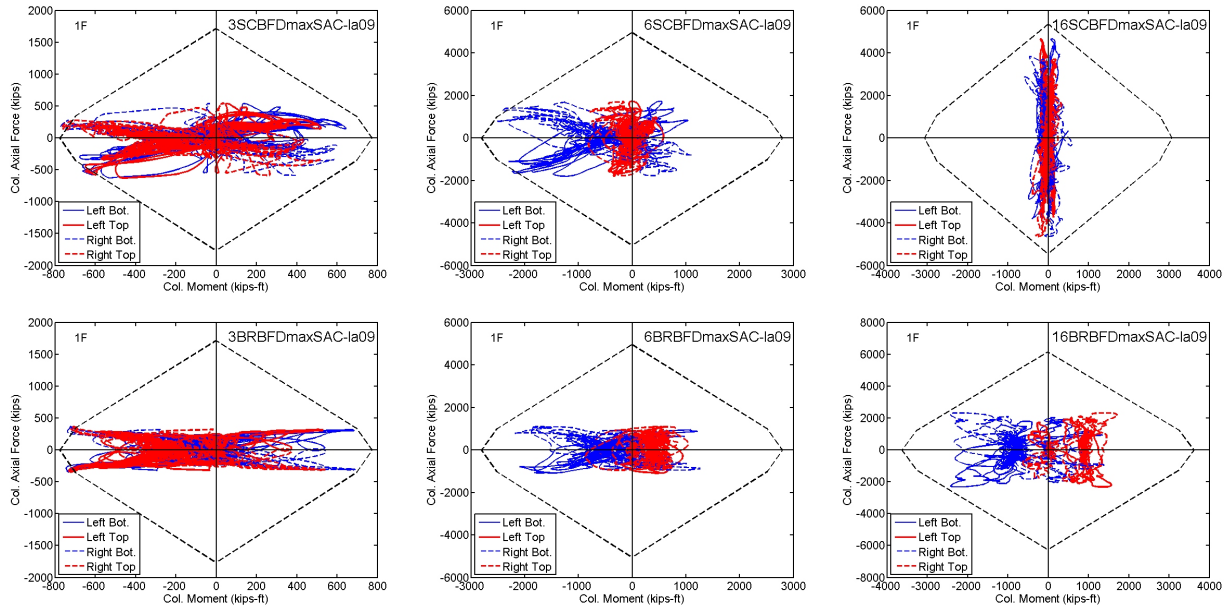 1F 3SCBFDmaxSAC-la09
2000
1500
1000
500
0
-500
-1000
-1500
-2000
Col. Axial Force (kips)
Left Bot.
Left Top
Right Bot.
Right Top
-800 -600 -400 -200 0 200 400 600 800
Col. Moment (kips-ft)
1F 6SCBFDmaxSAC-la09
6000
4000
2000
0
-2000
-4000
-6000
Col. Axial Force (kips)
Left Bot.
Left Top
Right Bot.
Right Top
-3000 -2000 -1000 0 1000 2000 3000
Col. Moment (kips-ft)
1F 16SCBFDmaxSAC-la09
6000
4000
2000
0
-2000
-4000
-6000
Col. Axial Force (kips)
Left Bot.
Left Top
Right Bot.
Right Top
-4000 -3000 -2000 -1000 0 1000 2000 3000 4000
Col. Moment (kips-ft)
1F 3BRBFDmaxSAC-la09
2000
1500
1000
500
0
-500
-1000
-1500
-2000
Col. Axial Force (kips)
Left Bot.
Left Top
Right Bot.
Right Top
-800 -600 -400 -200 0 200 400 600 800
Col. Moment (kips-ft)
1F 6BRBFDmaxSAC-la09
6000
4000
2000
0
-2000
-4000
-6000
Col. Axial Force (kips)
Left Bot.
Left Top
Right Bot.
Right Top
-3000 -2000 -1000 0 1000 2000 3000
Col. Moment (kips-ft)
1F 16BRBFDmaxSAC-la09
8000
6000
4000
2000
0
-2000
-4000
-6000
-8000
Col. Axial Force (kips)
Left Bot.
Left Top
Right Bot.
Right Top
-4000 -3000 -2000 -1000 0 1000 2000 3000 4000
Col. Moment (kips-ft)